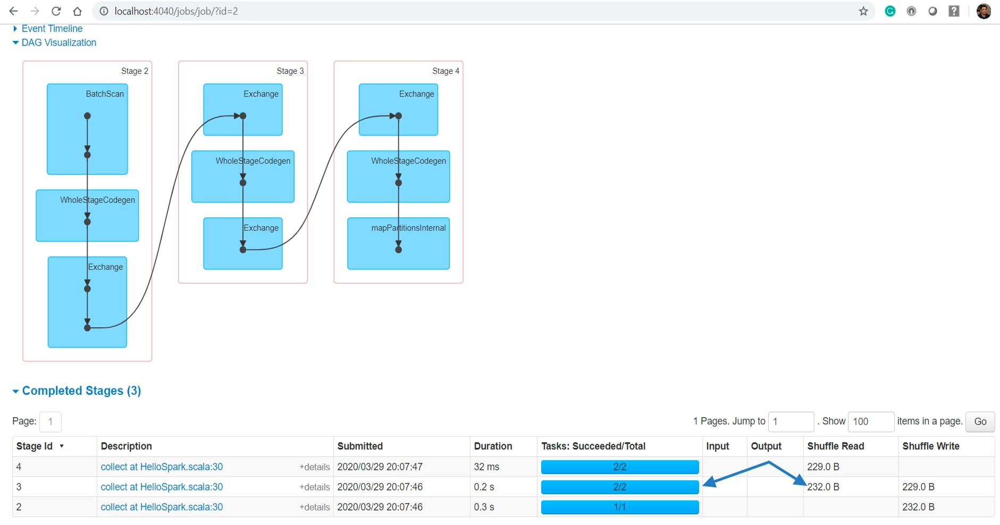 localhost:4040/jobs/job/?id=2
Event Timeline
DAG Visualization
Stage 2
BatchScan
WholeStageCodegen
Exchange
Stage 3
Exchange
WholeStageCodegen
Exchange
Stage 4
Exchange
WholeStageCodegen
mapPartitionsInternal
Completed Stages (3)
Page: 1
1 Pages. Jump to 1 . Show 100 items in a page. Go
Stage Id Description Submitted Duration Tasks: Succeeded/Total Input Output Shuffle Read Shuffle Write
4 collect at HelloSpark.scala:30 +details 2020/03/29 20:07:47 32 ms 2/2 229.0 B
3 collect at HelloSpark.scala:30 +details 2020/03/29 20:07:46 0.2 s 2/2 232.0 B 229.0 B
2 collect at HelloSpark.scala:30 +details 2020/03/29 20:07:46 0.3 s 1/1 232.0 B